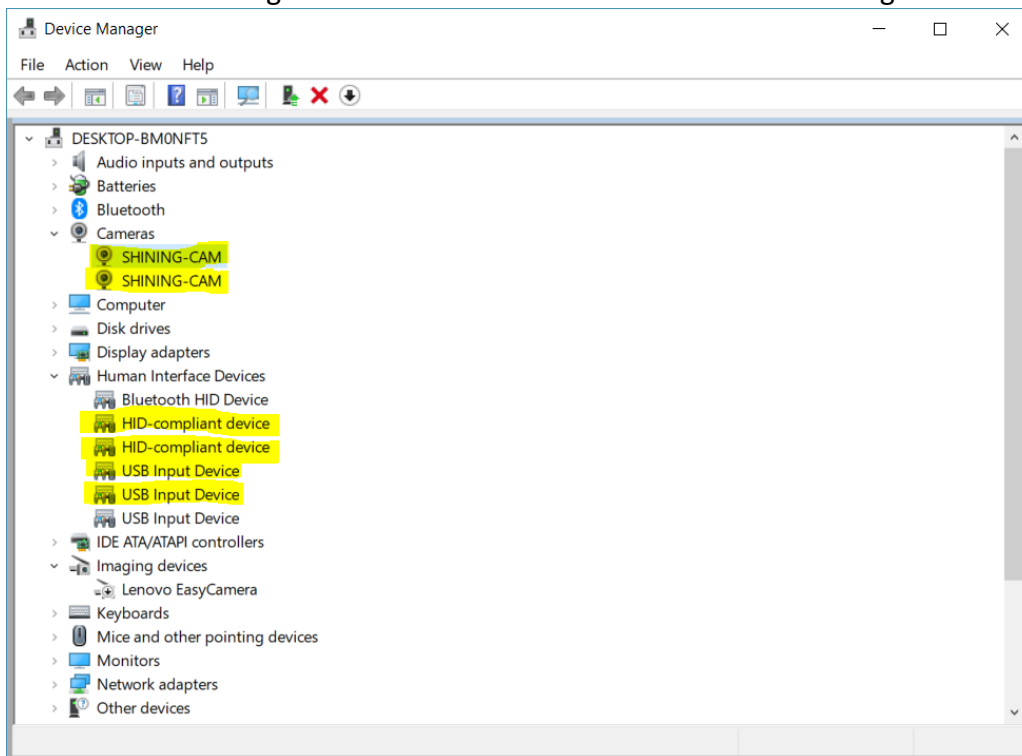 Device Manager
File Action View Help
DESKTOP-BM0NFT5
Audio inputs and outputs
Batteries
Bluetooth
Cameras
SHINING-CAM
SHINING-CAM
Computer
Disk drives
Display adapters
Human Interface Devices
Bluetooth HID Device
HID-compliant device
HID-compliant device
USB Input Device
USB Input Device
USB Input Device
IDE ATA/ATAPI controllers
Imaging devices
Lenovo EasyCamera
Keyboards
Mice and other pointing devices
Monitors
Network adapters
Other devices